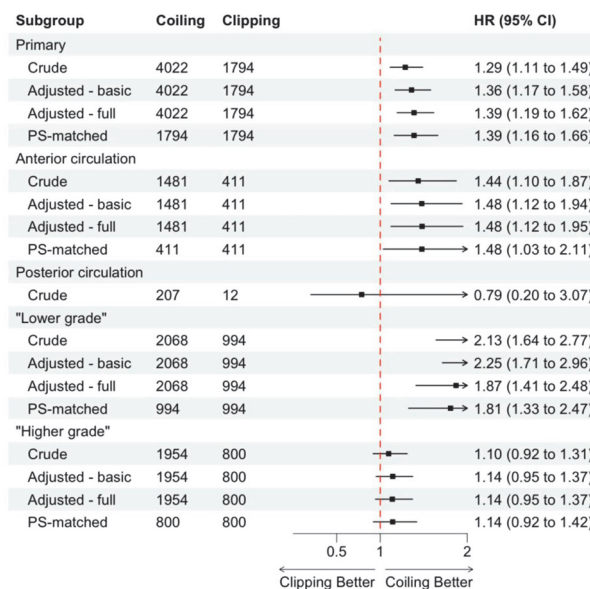 Subgroup Coiling Clipping HR (95% CI)
Primary
Crude 4022 1794 1.29 (1.11 to 1.49)
Adjusted - basic 4022 1794 1.36 (1.17 to 1.58)
Adjusted - full 4022 1794 1.39 (1.19 to 1.62)
PS-matched 1794 1794 1.39 (1.16 to 1.66)
Anterior circulation
Crude 1481 411 1.44 (1.10 to 1.87)
Adjusted - basic 1481 411 1.48 (1.12 to 1.94)
Adjusted - full 1481 411 1.48 (1.12 to 1.95)
PS-matched 411 411 1.48 (1.03 to 2.11)
Posterior circulation
Crude 207 12 0.79 (0.20 to 3.07)
"Lower grade"
Crude 2068 994 2.13 (1.64 to 2.77)
Adjusted - basic 2068 994 2.25 (1.71 to 2.96)
Adjusted - full 2068 994 1.87 (1.41 to 2.48)
PS-matched 994 994 1.81 (1.33 to 2.47)
"Higher grade"
Crude 1954 800 1.10 (0.92 to 1.31)
Adjusted - basic 1954 800 1.14 (0.95 to 1.37)
Adjusted - full 1954 800 1.14 (0.95 to 1.37)
PS-matched 800 800 1.14 (0.92 to 1.42)
0.5 1 2
Clipping Better Coiling Better